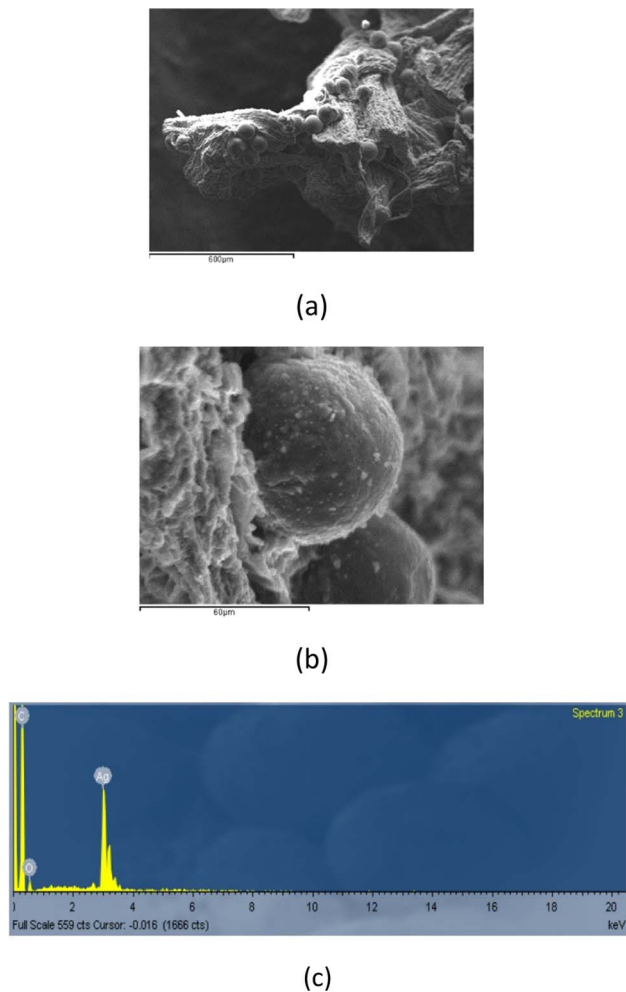 600µm
(a)
60µm
(b)
Spectrum 3
C
Ag
O
0 2 4 6 8 10 12 14 16 18 20
Full Scale 559 cts Cursor: -0.016 (1666 cts) keV
(c)